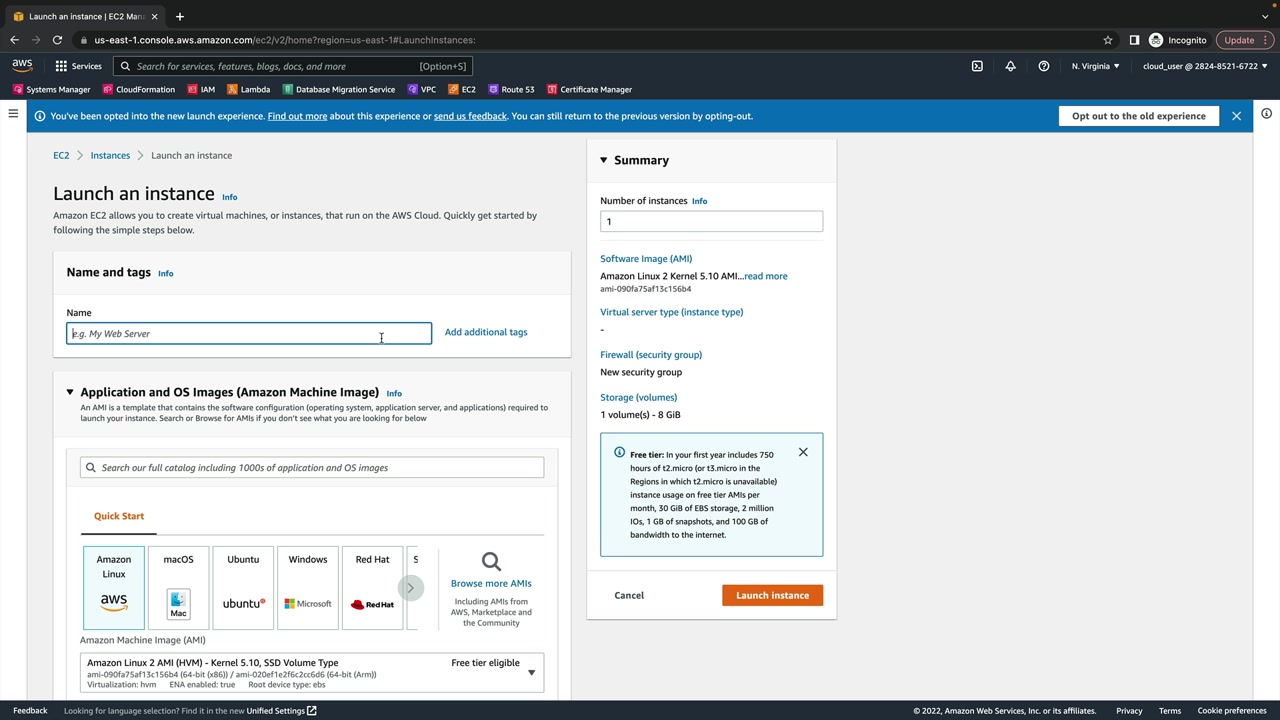 Launch an instance | EC2 Man
us-east-1.console.aws.amazon.com/ec2/v2/home?region=us-east-1#LaunchInstances:
Incognito
Update
aws
Services
Search for services, features, blogs, docs, and more
[Option+S]
N. Virginia
cloud_user @ 2824-8521-6722
Systems Manager
CloudFormation
IAM
Lambda
Database Migration Service
VPC
EC2
Route 53
Certificate Manager
You've been opted into the new launch experience. Find out more about this experience or send us feedback. You can still return to the previous version by opting-out.
Opt out to the old experience
EC2
Instances
Launch an instance
Launch an instance Info
Amazon EC2 allows you to create virtual machines, or instances, that run on the AWS Cloud. Quickly get started by
following the simple steps below.
Name and tags Info
Name
e.g. My Web Server
Add additional tags
Application and OS Images (Amazon Machine Image) Info
An AMI is a template that contains the software configuration (operating system, application server, and applications) required to
launch your instance. Search or Browse for AMIs if you don't see what you are looking for below
Search our full catalog including 1000s of application and OS images
Quick Start
Amazon
Linux
aws
macOS
Mac
Ubuntu
ubuntu®
Windows
Microsoft
Red Hat
RedHat
S
Browse more AMIs
Including AMIs from
AWS, Marketplace and
the Community
Amazon Machine Image (AMI)
Amazon Linux 2 AMI (HVM) - Kernel 5.10, SSD Volume Type
Free tier eligible
ami-090fa75af13c156b4 (64-bit (x86)) / ami-020ef1e2f6c2cc6d6 (64-bit (Arm))
Virtualization: hvm ENA enabled: true Root device type: ebs
Summary
Number of instances Info
1
Software Image (AMI)
Amazon Linux 2 Kernel 5.10 AMI...read more
ami-090fa75af13c156b4
Virtual server type (instance type)
-
Firewall (security group)
New security group
Storage (volumes)
1 volume(s) - 8 GiB
Free tier: In your first year includes 750
hours of t2.micro (or t3.micro in the
Regions in which t2.micro is unavailable)
instance usage on free tier AMIs per
month, 30 GiB of EBS storage, 2 million
IOs, 1 GB of snapshots, and 100 GB of
bandwidth to the internet.
Cancel
Launch instance
Feedback
Looking for language selection? Find it in the new Unified Settings
© 2022, Amazon Web Services, Inc. or its affiliates.
Privacy
Terms
Cookie preferences